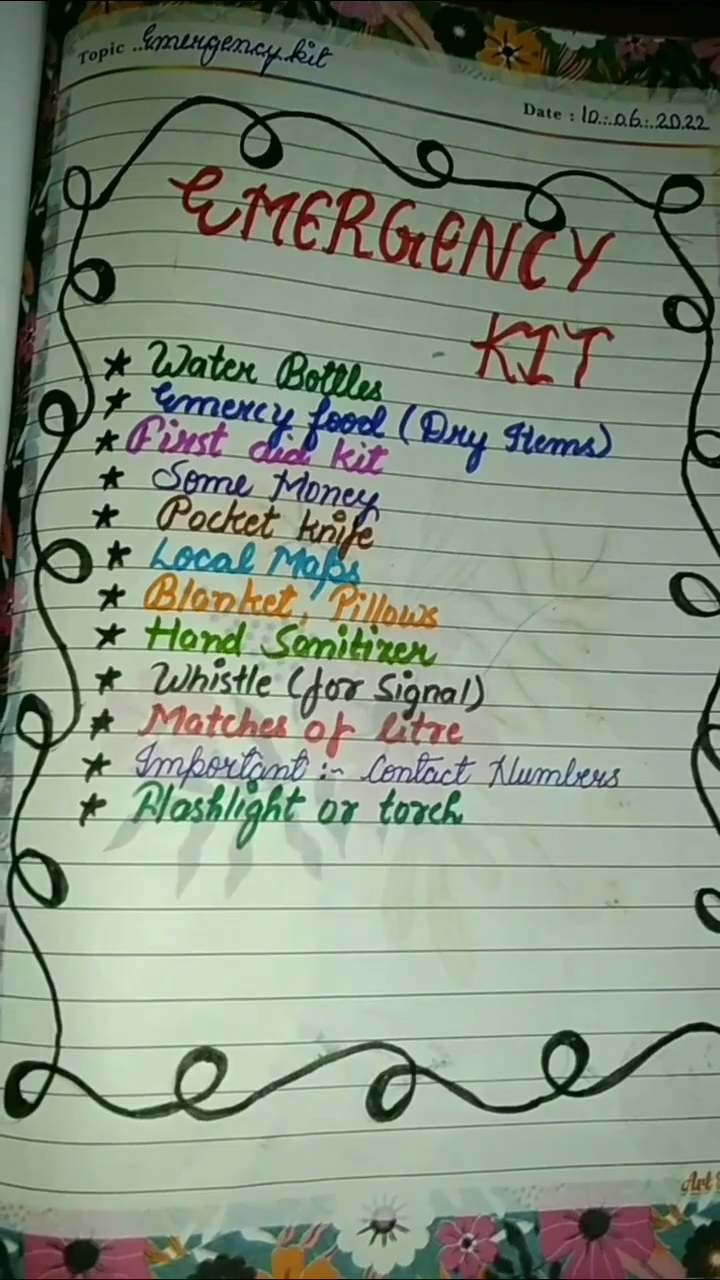 Topic ..Emergency kit
Date : 10.06.2022
EMERGENCY
KIT
★ Water Bottles
★ Emercy food (Dry Items)
★ First aid kit
★ Some Money
★ Pocket knife
★ Local Maps
★ Blanket, Pillows
★ Hand Sanitizer
★ Whistle (for Signal)
★ Matches of litre
★ Important :- Contact Numbers
★ Flashlight or torch
Art